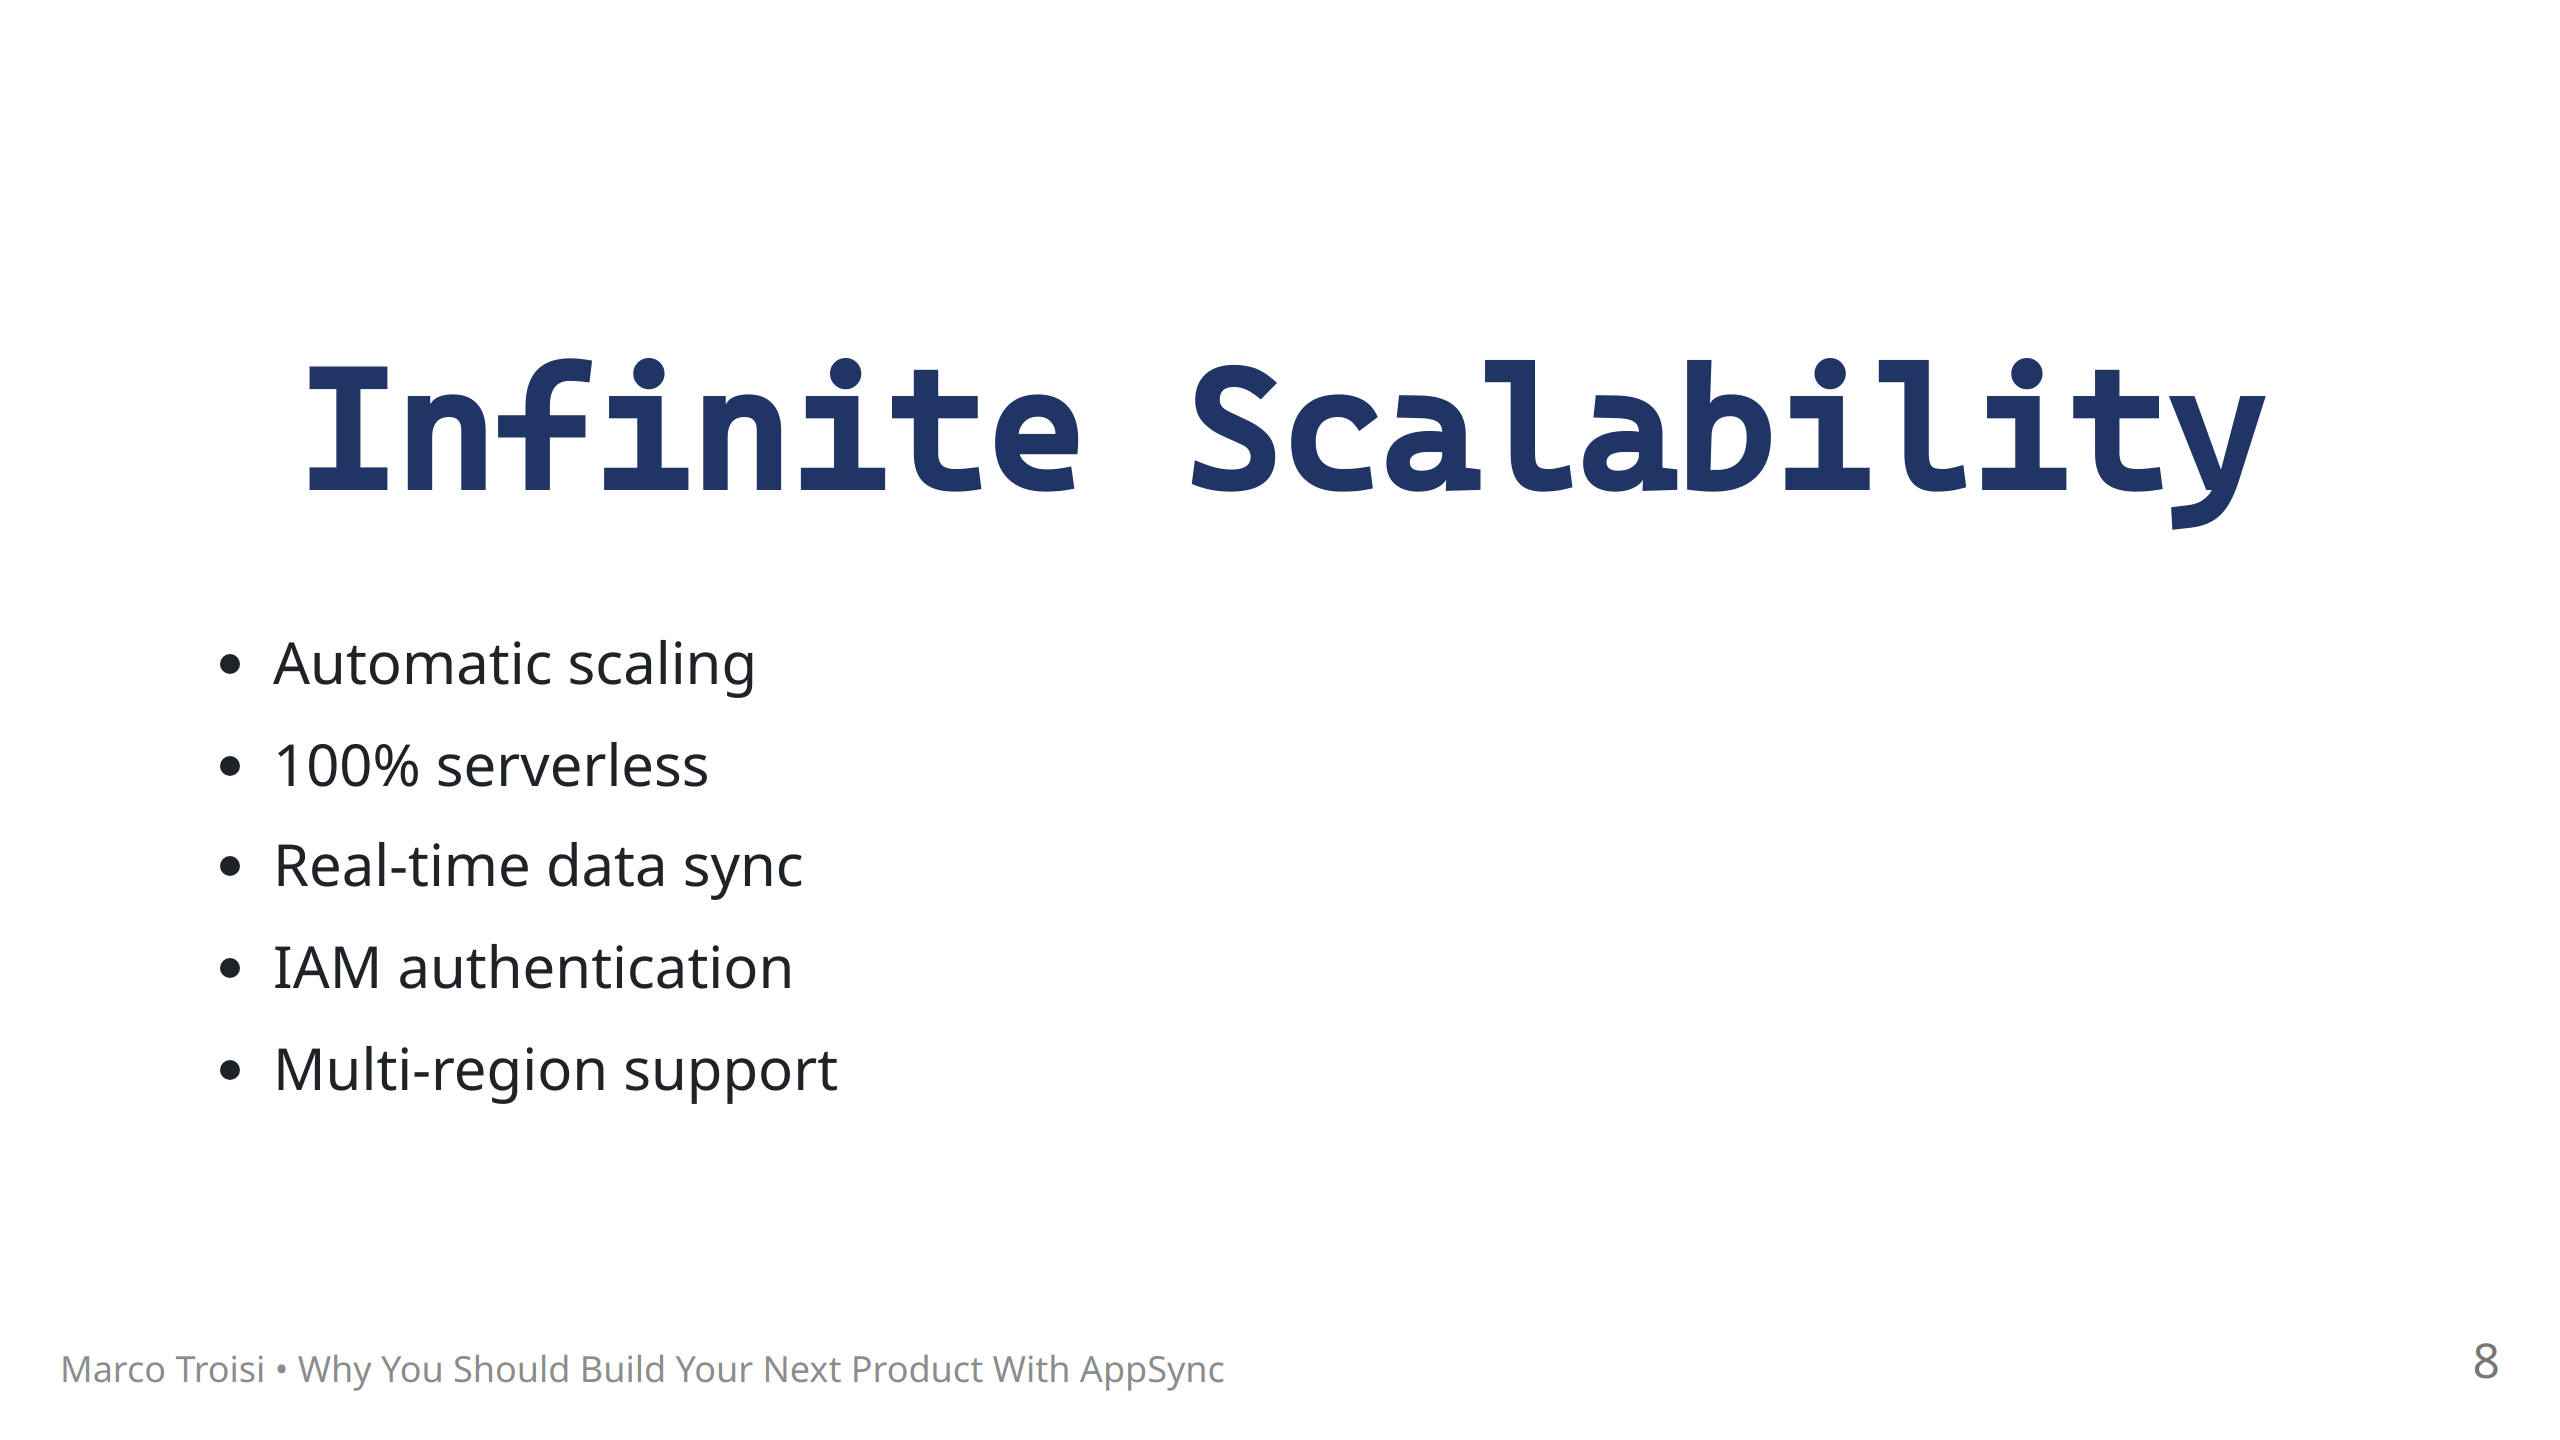 Infinite Scalability
• Automatic scaling
• 100% serverless
• Real-time data sync
• IAM authentication
• Multi-region support
Marco Troisi • Why You Should Build Your Next Product With AppSync
8